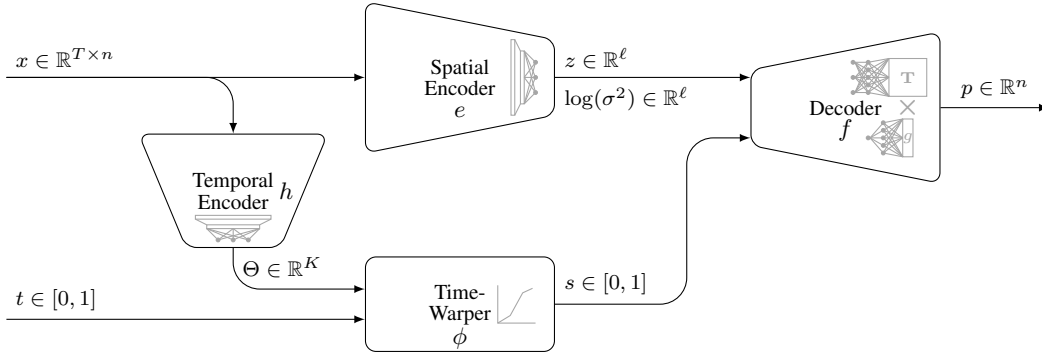 x ∈ ℝ^{T×n}
Spatial
Encoder
e
z ∈ ℝ^ℓ
log(σ²) ∈ ℝ^ℓ
T
Decoder
×
f
g
p ∈ ℝ^n
Temporal
Encoder h
Θ ∈ ℝ^K
t ∈ [0, 1]
Time-
Warper
ϕ
s ∈ [0, 1]